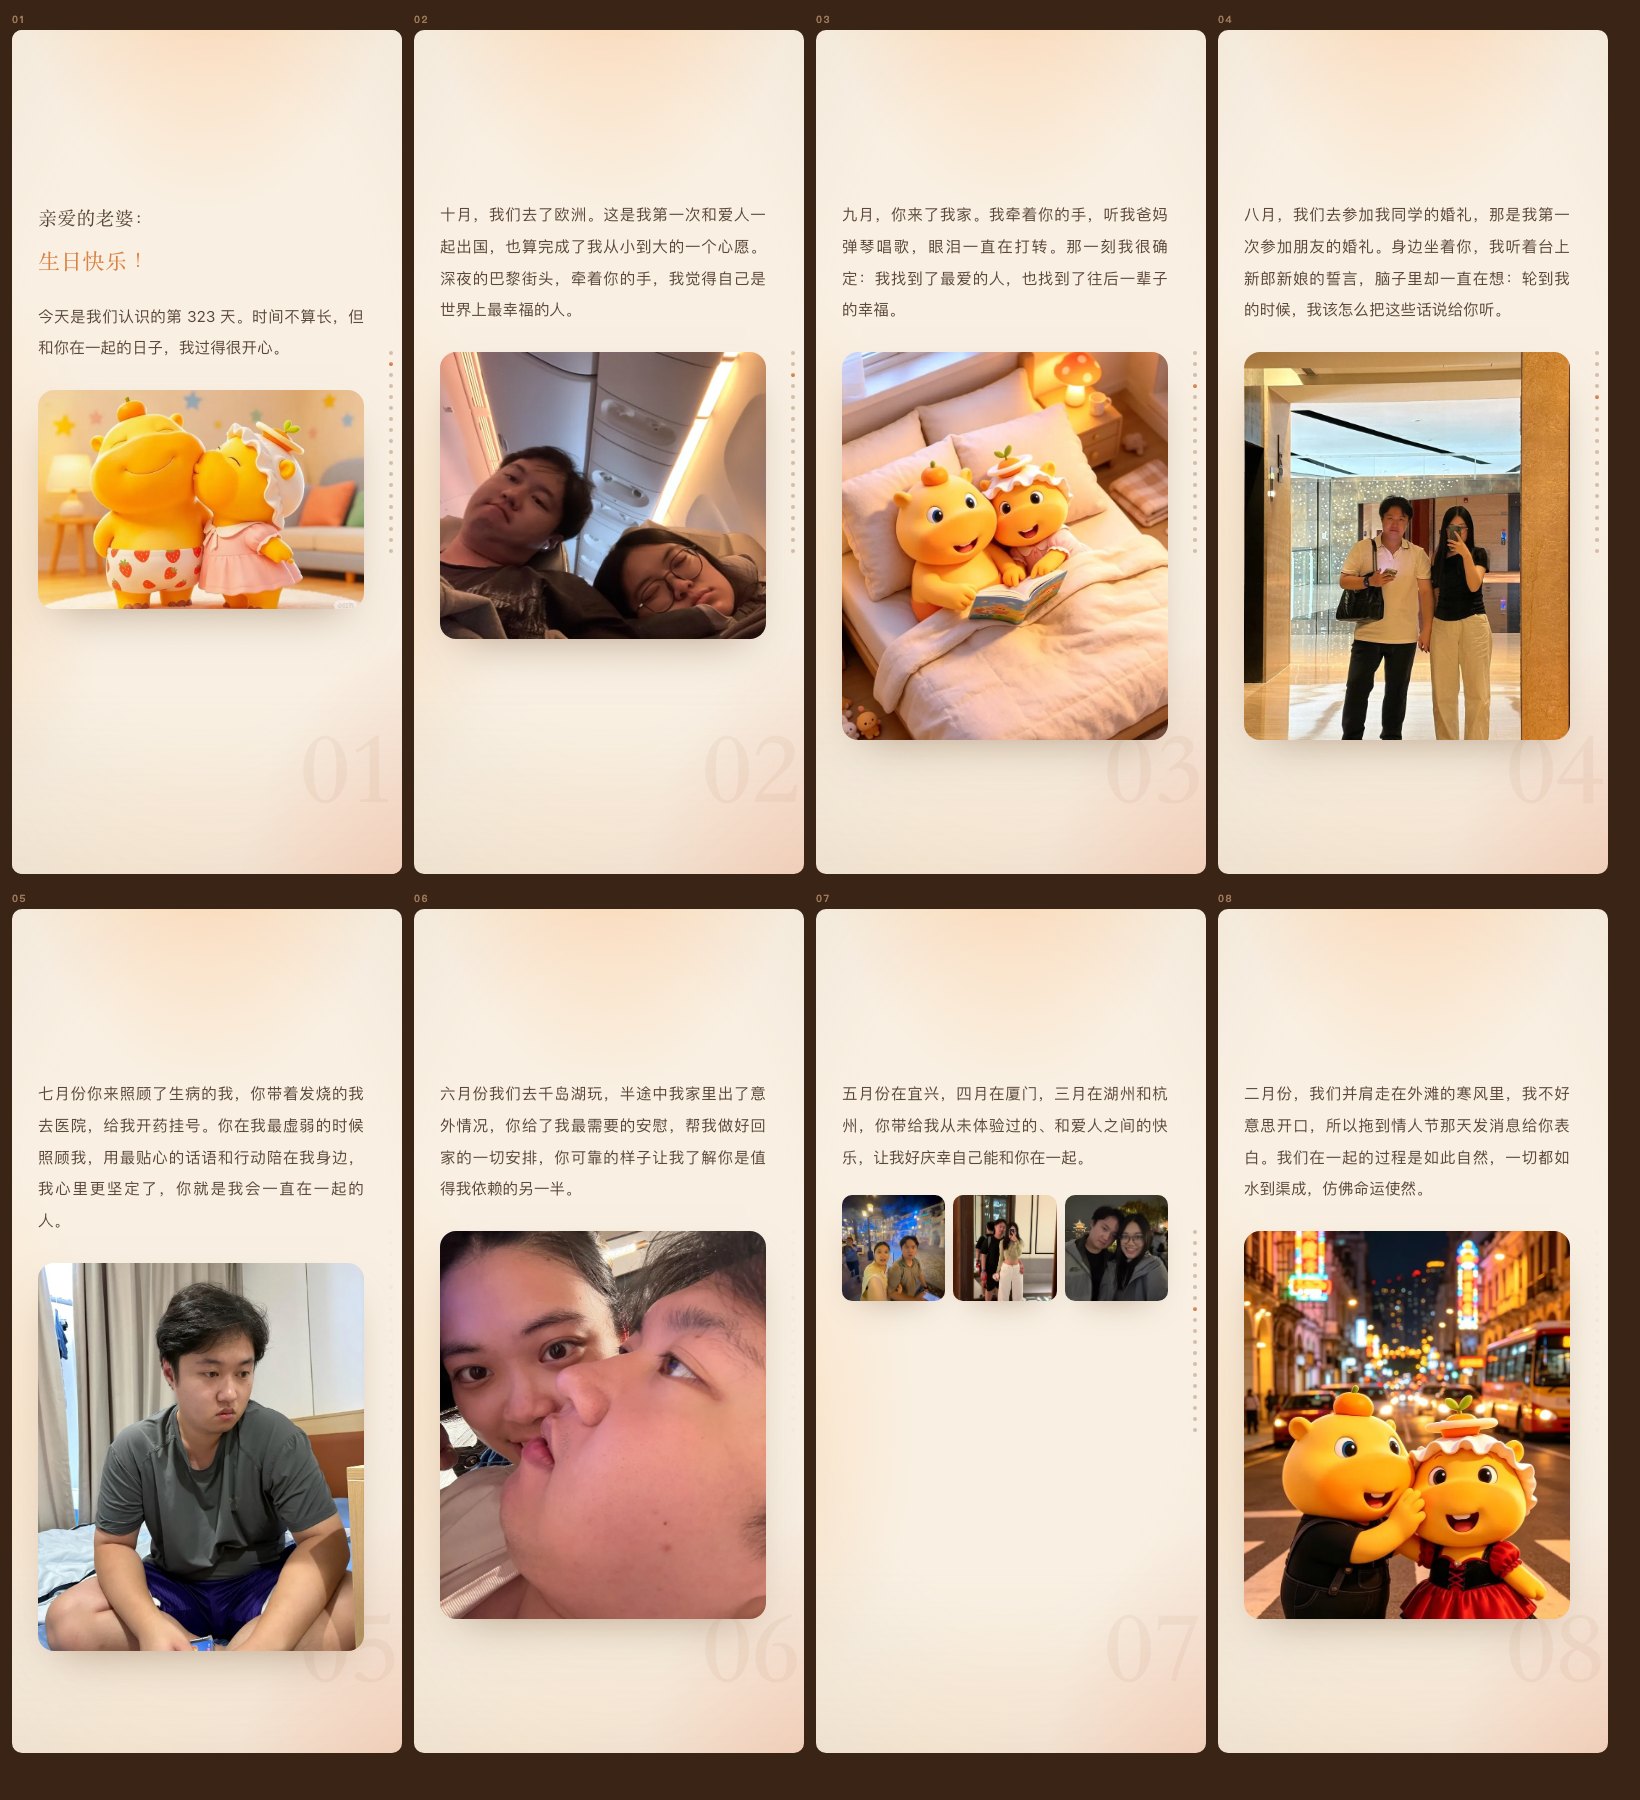 01
亲爱的老婆：
生日快乐！
今天是我们认识的第 323 天。时间不算长，但
和你在一起的日子，我过得很开心。
01
02
十月，我们去了欧洲。这是我第一次和爱人一
起出国，也算完成了我从小到大的一个心愿。
深夜的巴黎街头，牵着你的手，我觉得自己是
世界上最幸福的人。
02
03
九月，你来了我家。我牵着你的手，听我爸妈
弹琴唱歌，眼泪一直在打转。那一刻我很确
定：我找到了最爱的人，也找到了往后一辈子
的幸福。
03
04
八月，我们去参加我同学的婚礼，那是我第一
次参加朋友的婚礼。身边坐着你，我听着台上
新郎新娘的誓言，脑子里却一直在想：轮到我
的时候，我该怎么把这些话说给你听。
04
05
七月份你来照顾了生病的我，你带着发烧的我
去医院，给我开药挂号。你在我最虚弱的时候
照顾我，用最贴心的话语和行动陪在我身边，
我心里更坚定了，你就是我会一直在一起的
人。
05
06
六月份我们去千岛湖玩，半途中我家里出了意
外情况，你给了我最需要的安慰，帮我做好回
家的一切安排，你可靠的样子让我了解你是值
得我依赖的另一半。
06
07
五月份在宜兴，四月在厦门，三月在湖州和杭
州，你带给我从未体验过的、和爱人之间的快
乐，让我好庆幸自己能和你在一起。
07
08
二月份，我们并肩走在外滩的寒风里，我不好
意思开口，所以拖到情人节那天发消息给你表
白。我们在一起的过程是如此自然，一切都如
水到渠成，仿佛命运使然。
08